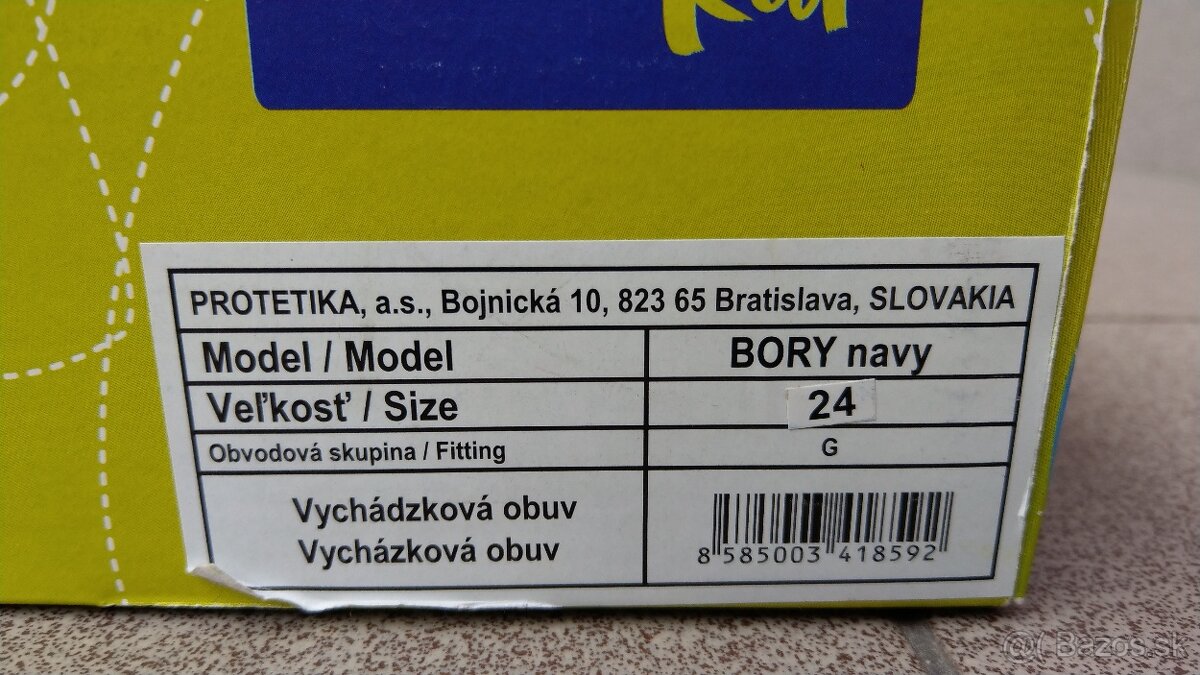 PROTETIKA, a.s., Bojnická 10, 823 65 Bratislava, SLOVAKIA
Model / Model BORY navy
Veľkosť / Size 24
Obvodová skupina / Fitting G
Vychádzková obuv
Vycházková obuv
8 585003 418592
@( Bazos.sk